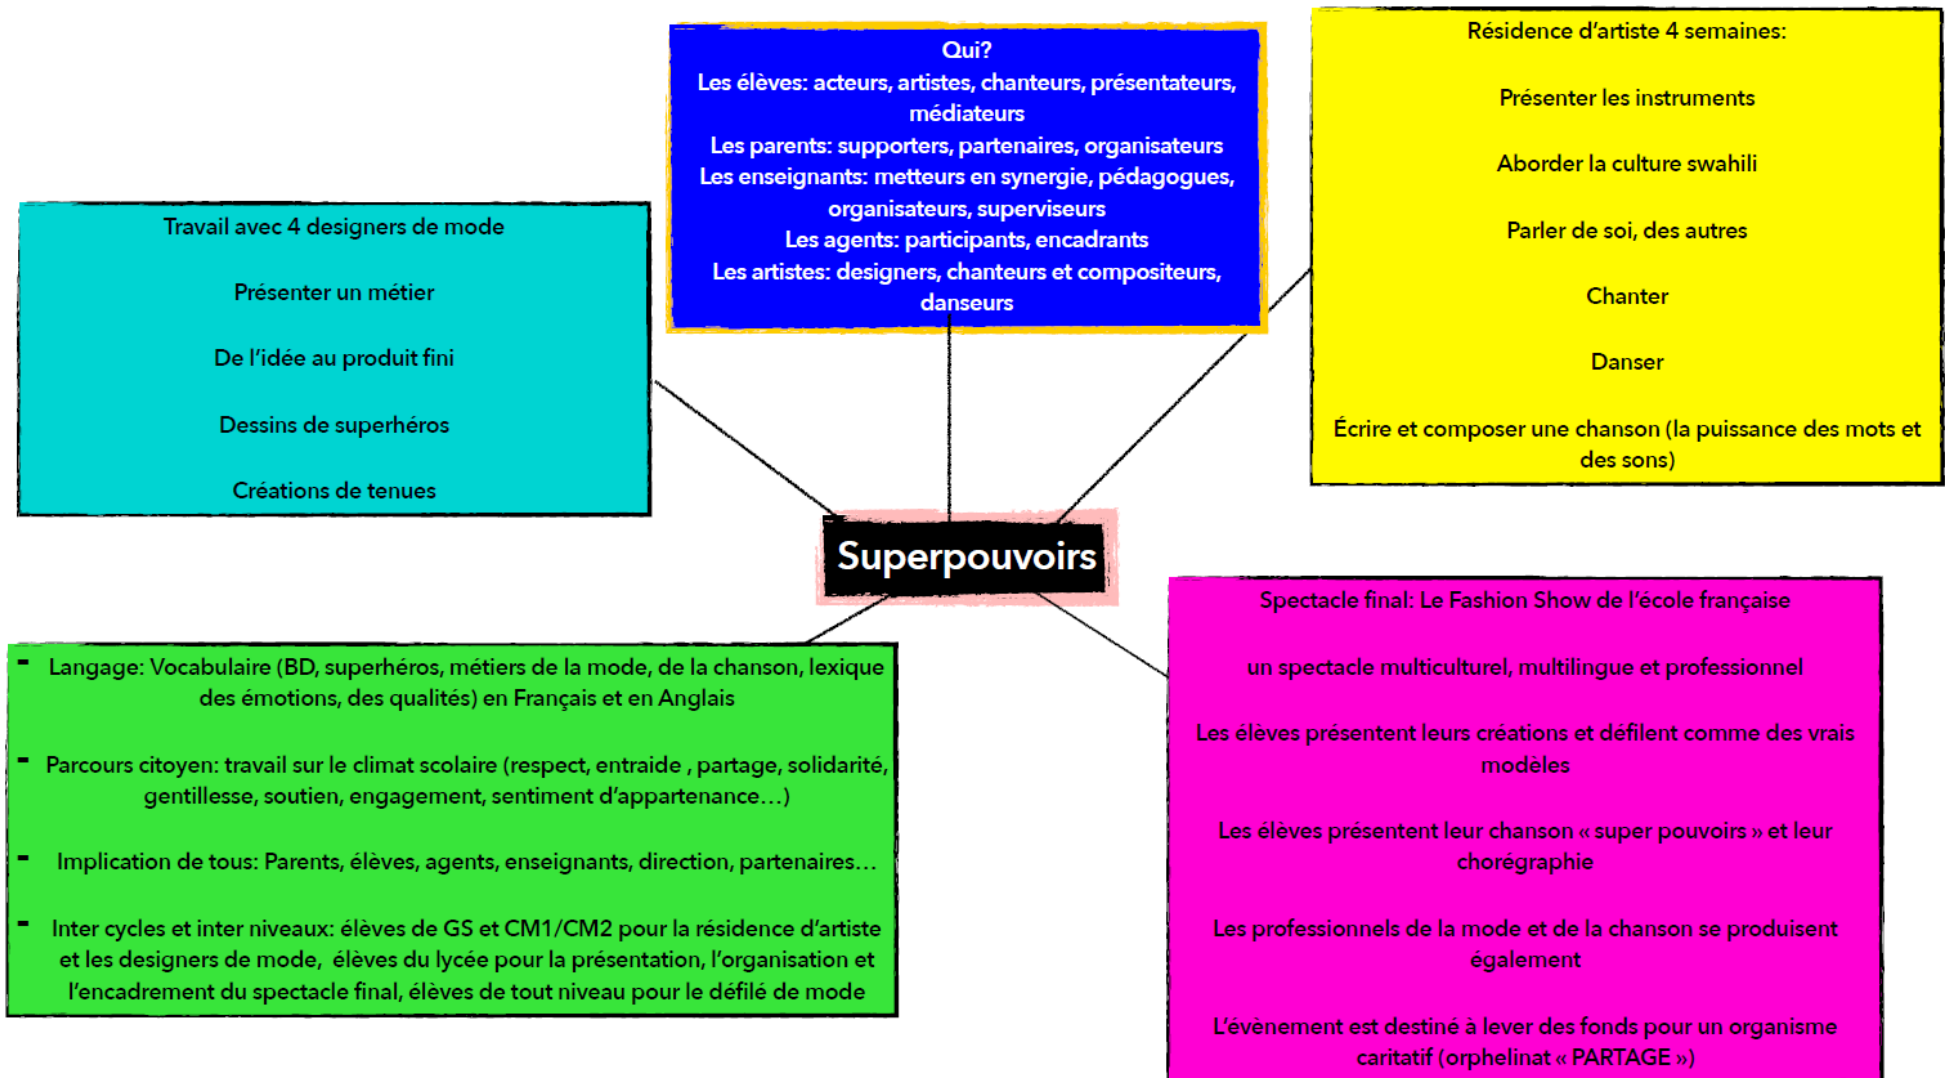 Qui?
Les élèves: acteurs, artistes, chanteurs, présentateurs,
médiateurs
Les parents: supporters, partenaires, organisateurs
Les enseignants: metteurs en synergie, pédagogues,
organisateurs, superviseurs
Les agents: participants, encadrants
Les artistes: designers, chanteurs et compositeurs,
danseurs
Résidence d'artiste 4 semaines:
Présenter les instruments
Aborder la culture swahili
Parler de soi, des autres
Chanter
Danser
Écrire et composer une chanson (la puissance des mots et
des sons)
Travail avec 4 designers de mode
Présenter un métier
De l'idée au produit fini
Dessins de superhéros
Créations de tenues
Superpouvoirs
- Langage: Vocabulaire (BD, superhéros, métiers de la mode, de la chanson, lexique
des émotions, des qualités) en Français et en Anglais
- Parcours citoyen: travail sur le climat scolaire (respect, entraide , partage, solidarité,
gentillesse, soutien, engagement, sentiment d'appartenance…)
- Implication de tous: Parents, élèves, agents, enseignants, direction, partenaires…
- Inter cycles et inter niveaux: élèves de GS et CM1/CM2 pour la résidence d'artiste
et les designers de mode, élèves du lycée pour la présentation, l'organisation et
l'encadrement du spectacle final, élèves de tout niveau pour le défilé de mode
Spectacle final: Le Fashion Show de l'école française
un spectacle multiculturel, multilingue et professionnel
Les élèves présentent leurs créations et défilent comme des vrais
modèles
Les élèves présentent leur chanson « super pouvoirs » et leur
chorégraphie
Les professionnels de la mode et de la chanson se produisent
également
L'évènement est destiné à lever des fonds pour un organisme
caritatif (orphelinat « PARTAGE »)